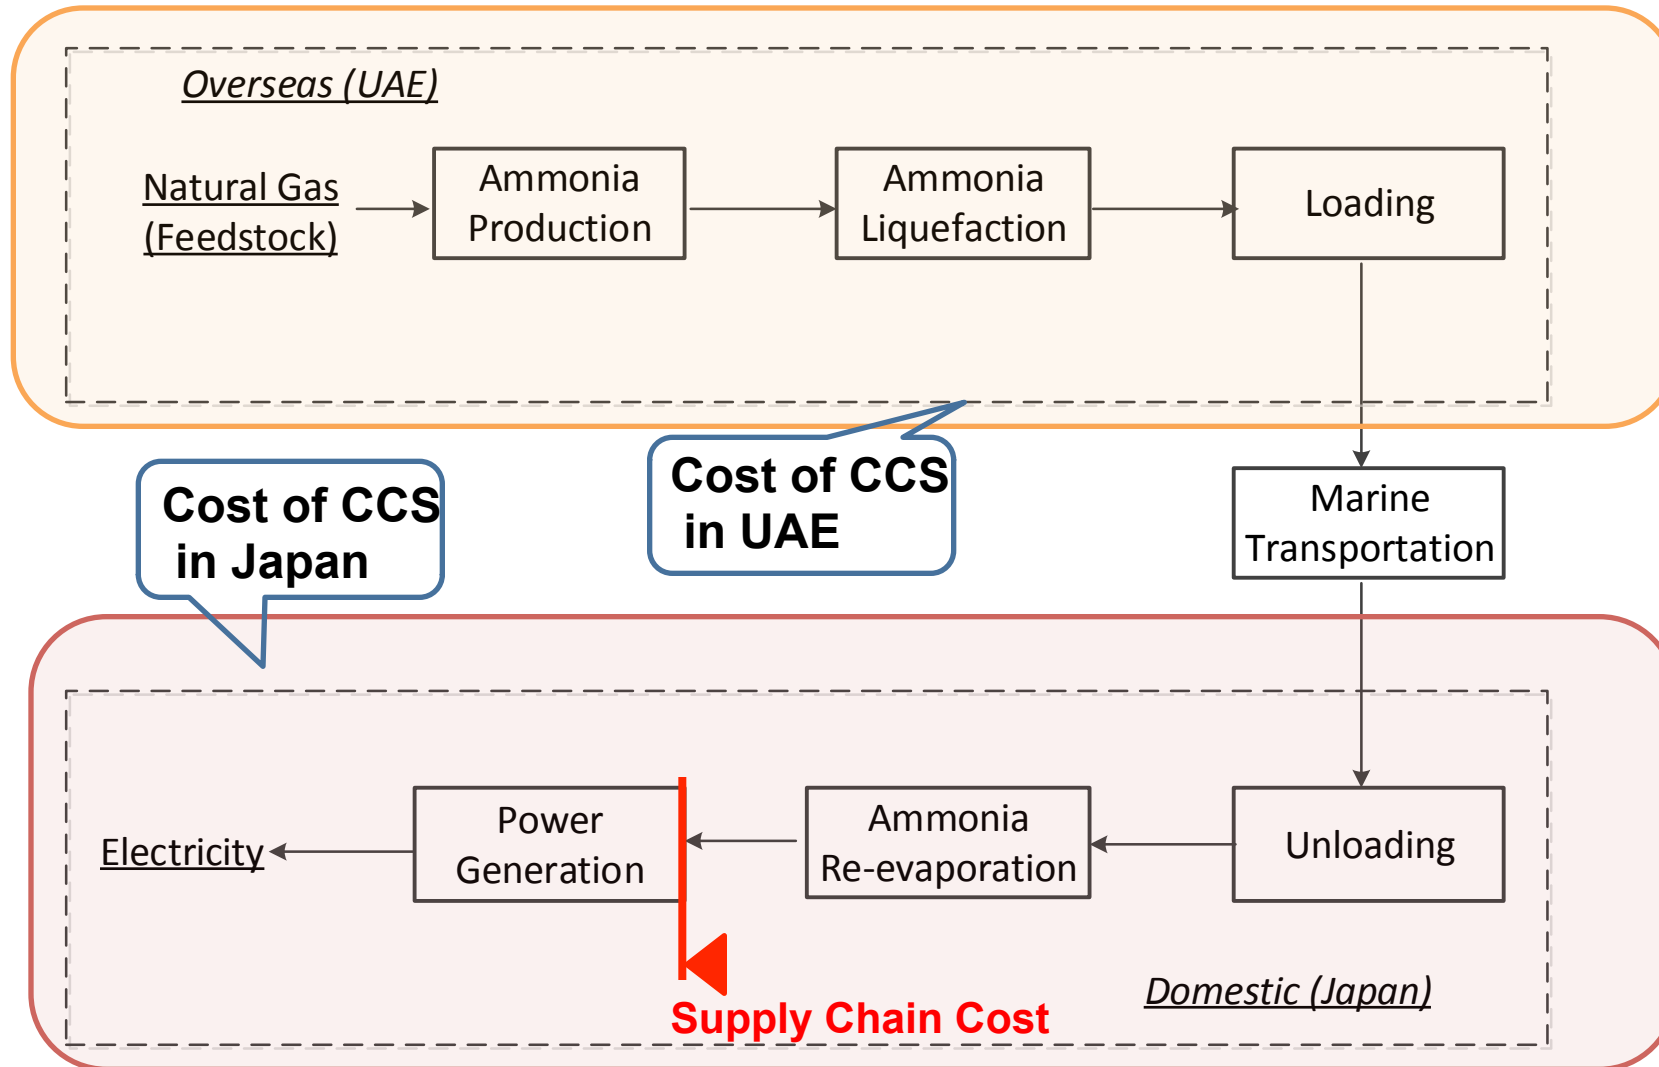 Overseas (UAE)
Natural Gas
(Feedstock)
Ammonia
Production
Ammonia
Liquefaction
Loading
Cost of CCS
in UAE
Cost of CCS
in Japan
Marine
Transportation
Unloading
Ammonia
Re-evaporation
Power
Generation
Electricity
Supply Chain Cost
Domestic (Japan)